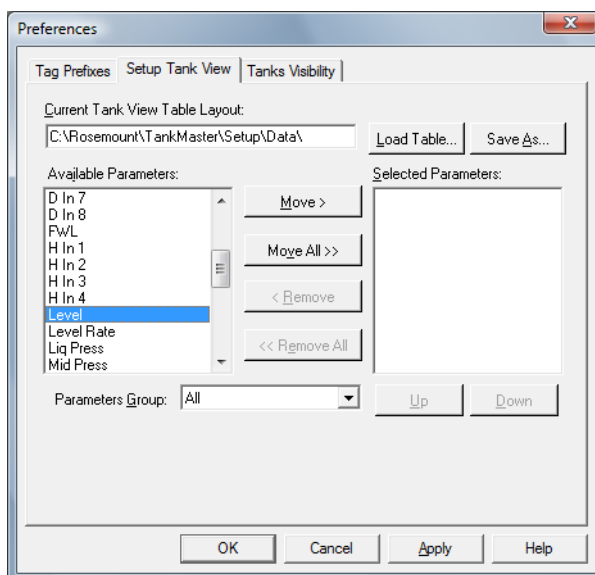 Preferences
Tag Prefixes Setup Tank View Tanks Visibility
Current Tank View Table Layout:
C:\Rosemount\TankMaster\Setup\Data\ Load Table... Save As...
Available Parameters: Selected Parameters:
D In 7
D In 8
FWL
H In 1
H In 2
H In 3
H In 4
Level
Level Rate
Liq Press
Mid Press
Move >
Move All >>
< Remove
<< Remove All
Parameters Group: All Up Down
OK Cancel Apply Help